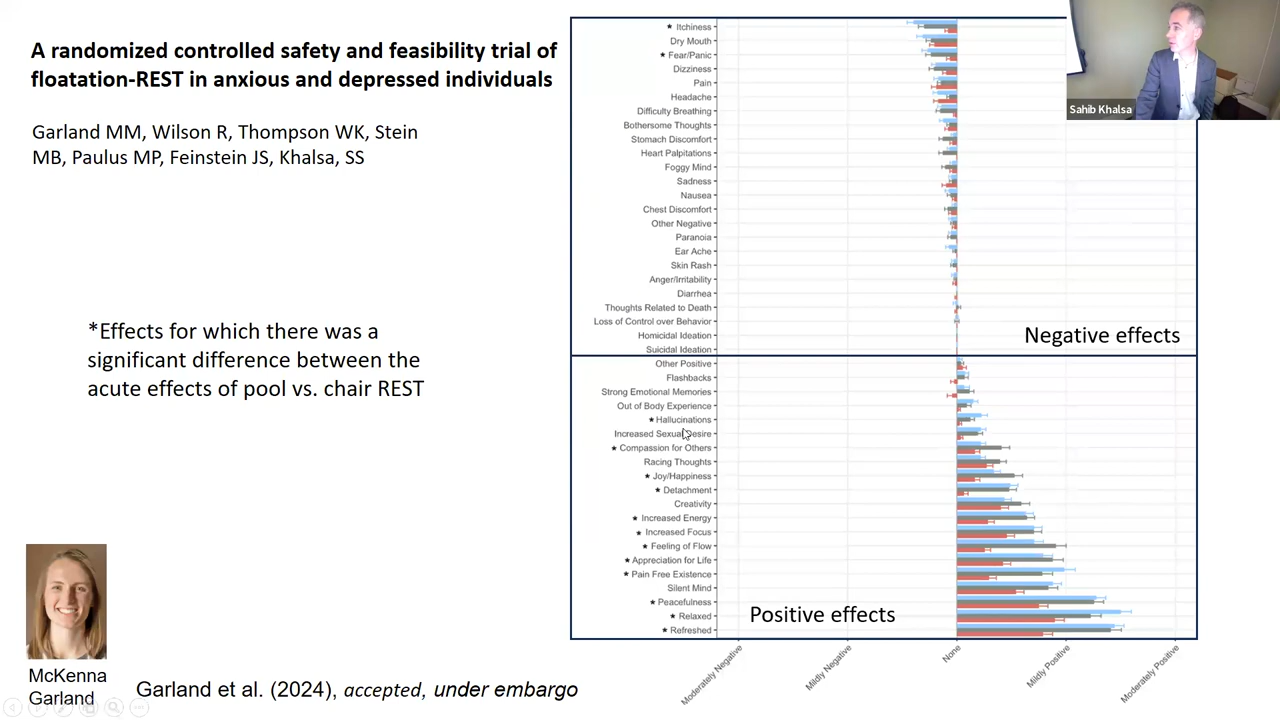 A randomized controlled safety and feasibility trial of
floatation-REST in anxious and depressed individuals
Garland MM, Wilson R, Thompson WK, Stein
MB, Paulus MP, Feinstein JS, Khalsa, SS
*Effects for which there was a
significant difference between the
acute effects of pool vs. chair REST
McKenna
Garland
Garland et al. (2024), accepted, under embargo
★ Itchiness
Dry Mouth
★ Fear/Panic
Dizziness
Pain
Headache
Difficulty Breathing
Bothersome Thoughts
Stomach Discomfort
Heart Palpitations
Foggy Mind
Sadness
Nausea
Chest Discomfort
Other Negative
Paranoia
Ear Ache
Skin Rash
Anger/Irritability
Diarrhea
Thoughts Related to Death
Loss of Control over Behavior
Homicidal Ideation
Suicidal Ideation
Negative effects
Other Positive
Flashbacks
Strong Emotional Memories
Out of Body Experience
★ Hallucinations
Increased Sexual Desire
★ Compassion for Others
Racing Thoughts
★ Joy/Happiness
★ Detachment
Creativity
★ Increased Energy
★ Increased Focus
★ Feeling of Flow
★ Appreciation for Life
★ Pain Free Existence
Silent Mind
★ Peacefulness
★ Relaxed
★ Refreshed
Positive effects
Moderately Negative
Mildly Negative
None
Mildly Positive
Moderately Positive
Sahib Khalsa